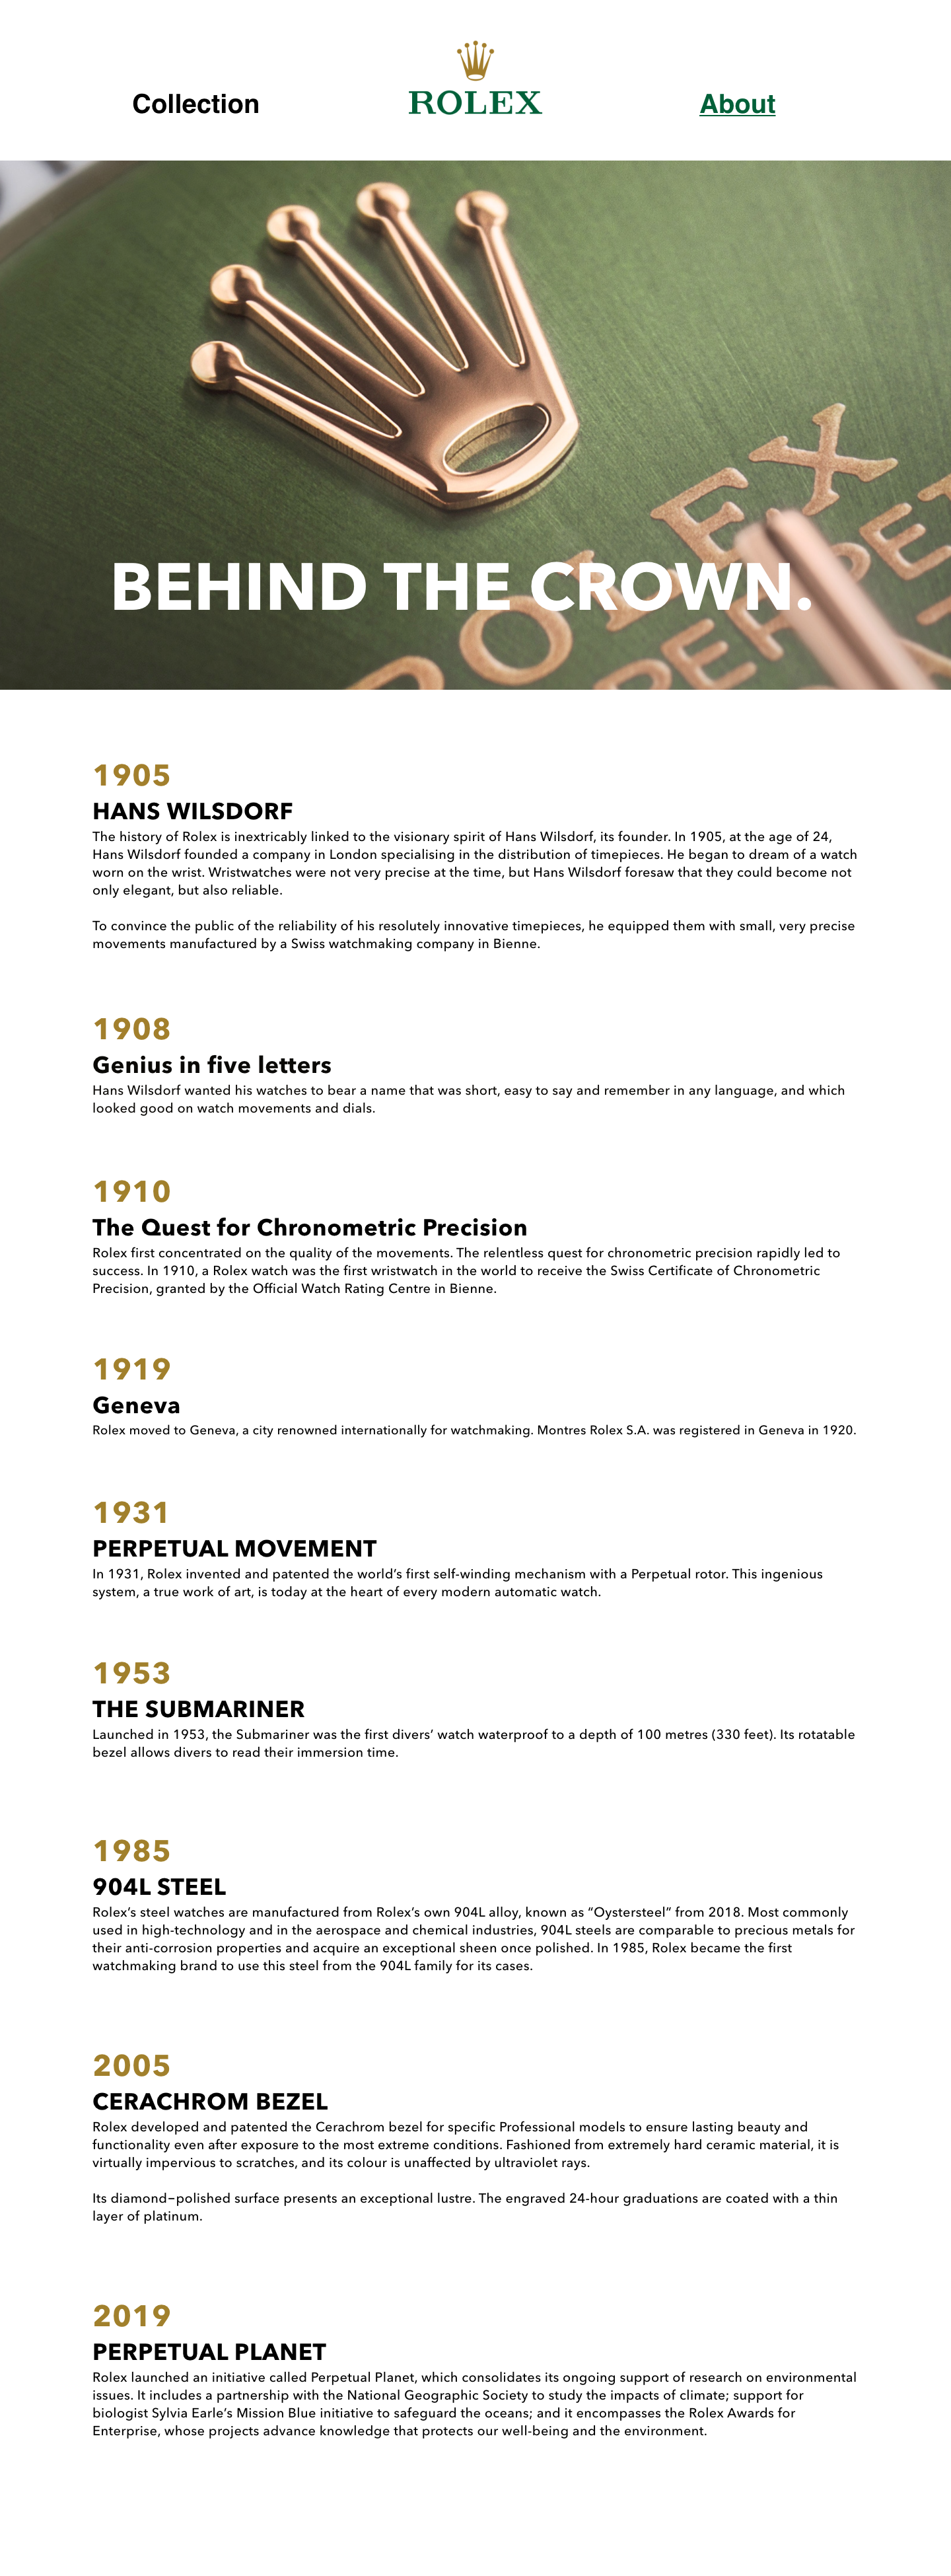 Collection
ROLEX
About
ROLEX
PERPET
BEHIND THE CROWN.
ROLEX
PERPE
1905
HANS WILSDORF
The history of Rolex is inextricably linked to the visionary spirit of Hans Wilsdorf, its founder. In 1905, at the age of 24,
Hans Wilsdorf founded a company in London specialising in the distribution of timepieces. He began to dream of a watch
worn on the wrist. Wristwatches were not very precise at the time, but Hans Wilsdorf foresaw that they could become not
only elegant, but also reliable.
To convince the public of the reliability of his resolutely innovative timepieces, he equipped them with small, very precise
movements manufactured by a Swiss watchmaking company in Bienne.
1908
Genius in five letters
Hans Wilsdorf wanted his watches to bear a name that was short, easy to say and remember in any language, and which
looked good on watch movements and dials.
1910
The Quest for Chronometric Precision
Rolex first concentrated on the quality of the movements. The relentless quest for chronometric precision rapidly led to
success. In 1910, a Rolex watch was the first wristwatch in the world to receive the Swiss Certificate of Chronometric
Precision, granted by the Official Watch Rating Centre in Bienne.
1919
Geneva
Rolex moved to Geneva, a city renowned internationally for watchmaking. Montres Rolex S.A. was registered in Geneva in 1920.
1931
PERPETUAL MOVEMENT
In 1931, Rolex invented and patented the world’s first self-winding mechanism with a Perpetual rotor. This ingenious
system, a true work of art, is today at the heart of every modern automatic watch.
1953
THE SUBMARINER
Launched in 1953, the Submariner was the first divers’ watch waterproof to a depth of 100 metres (330 feet). Its rotatable
bezel allows divers to read their immersion time.
1985
904L STEEL
Rolex’s steel watches are manufactured from Rolex’s own 904L alloy, known as “Oystersteel” from 2018. Most commonly
used in high-technology and in the aerospace and chemical industries, 904L steels are comparable to precious metals for
their anti-corrosion properties and acquire an exceptional sheen once polished. In 1985, Rolex became the first
watchmaking brand to use this steel from the 904L family for its cases.
2005
CERACHROM BEZEL
Rolex developed and patented the Cerachrom bezel for specific Professional models to ensure lasting beauty and
functionality even after exposure to the most extreme conditions. Fashioned from extremely hard ceramic material, it is
virtually impervious to scratches, and its colour is unaffected by ultraviolet rays.
Its diamond–polished surface presents an exceptional lustre. The engraved 24-hour graduations are coated with a thin
layer of platinum.
2019
PERPETUAL PLANET
Rolex launched an initiative called Perpetual Planet, which consolidates its ongoing support of research on environmental
issues. It includes a partnership with the National Geographic Society to study the impacts of climate; support for
biologist Sylvia Earle’s Mission Blue initiative to safeguard the oceans; and it encompasses the Rolex Awards for
Enterprise, whose projects advance knowledge that protects our well-being and the environment.